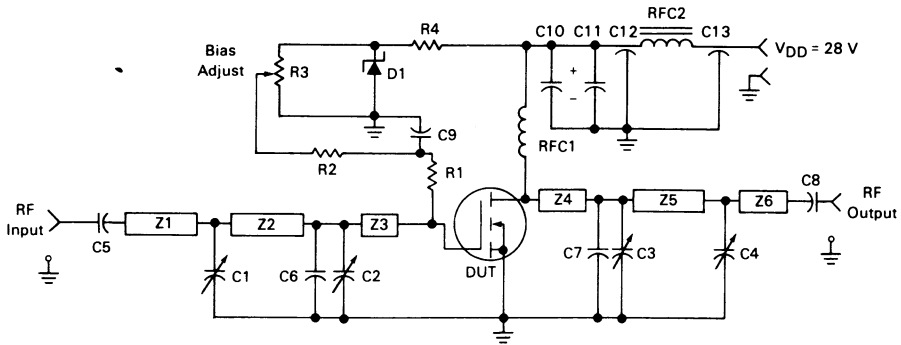 R4
C10
C11
C12
RFC2
C13
VDD = 28 V
Bias
Adjust
R3
D1
+
–
C9
R2
R1
RFC1
RF
Input
C5
Z1
Z2
Z3
Z4
Z5
Z6
C8
RF
Output
C1
C6
C2
DUT
C7
C3
C4